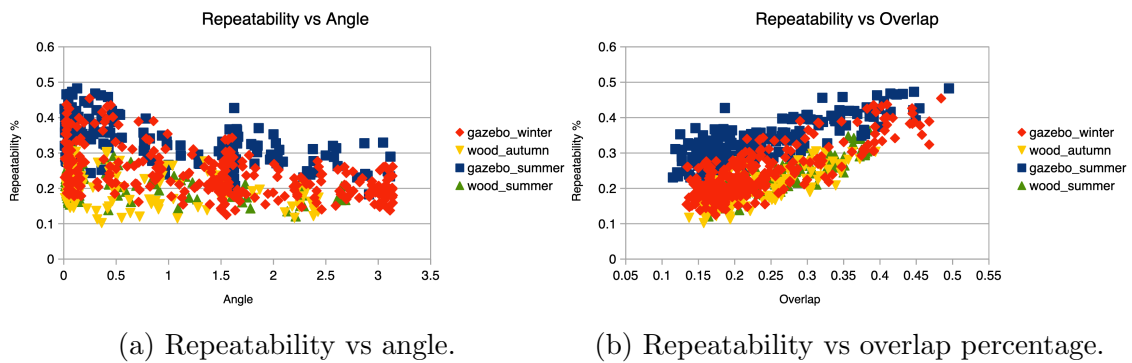 Repeatability vs Angle
0.6
0.5
0.4
0.3
0.2
0.1
0
Repeatability %
0 0.5 1 1.5 2 2.5 3 3.5
Angle
gazebo_winter
wood_autumn
gazebo_summer
wood_summer
(a) Repeatability vs angle.
Repeatability vs Overlap
0.6
0.5
0.4
0.3
0.2
0.1
0
Repeatability %
0.05 0.1 0.15 0.2 0.25 0.3 0.35 0.4 0.45 0.5 0.55
Overlap
gazebo_winter
wood_autumn
gazebo_summer
wood_summer
(b) Repeatability vs overlap percentage.